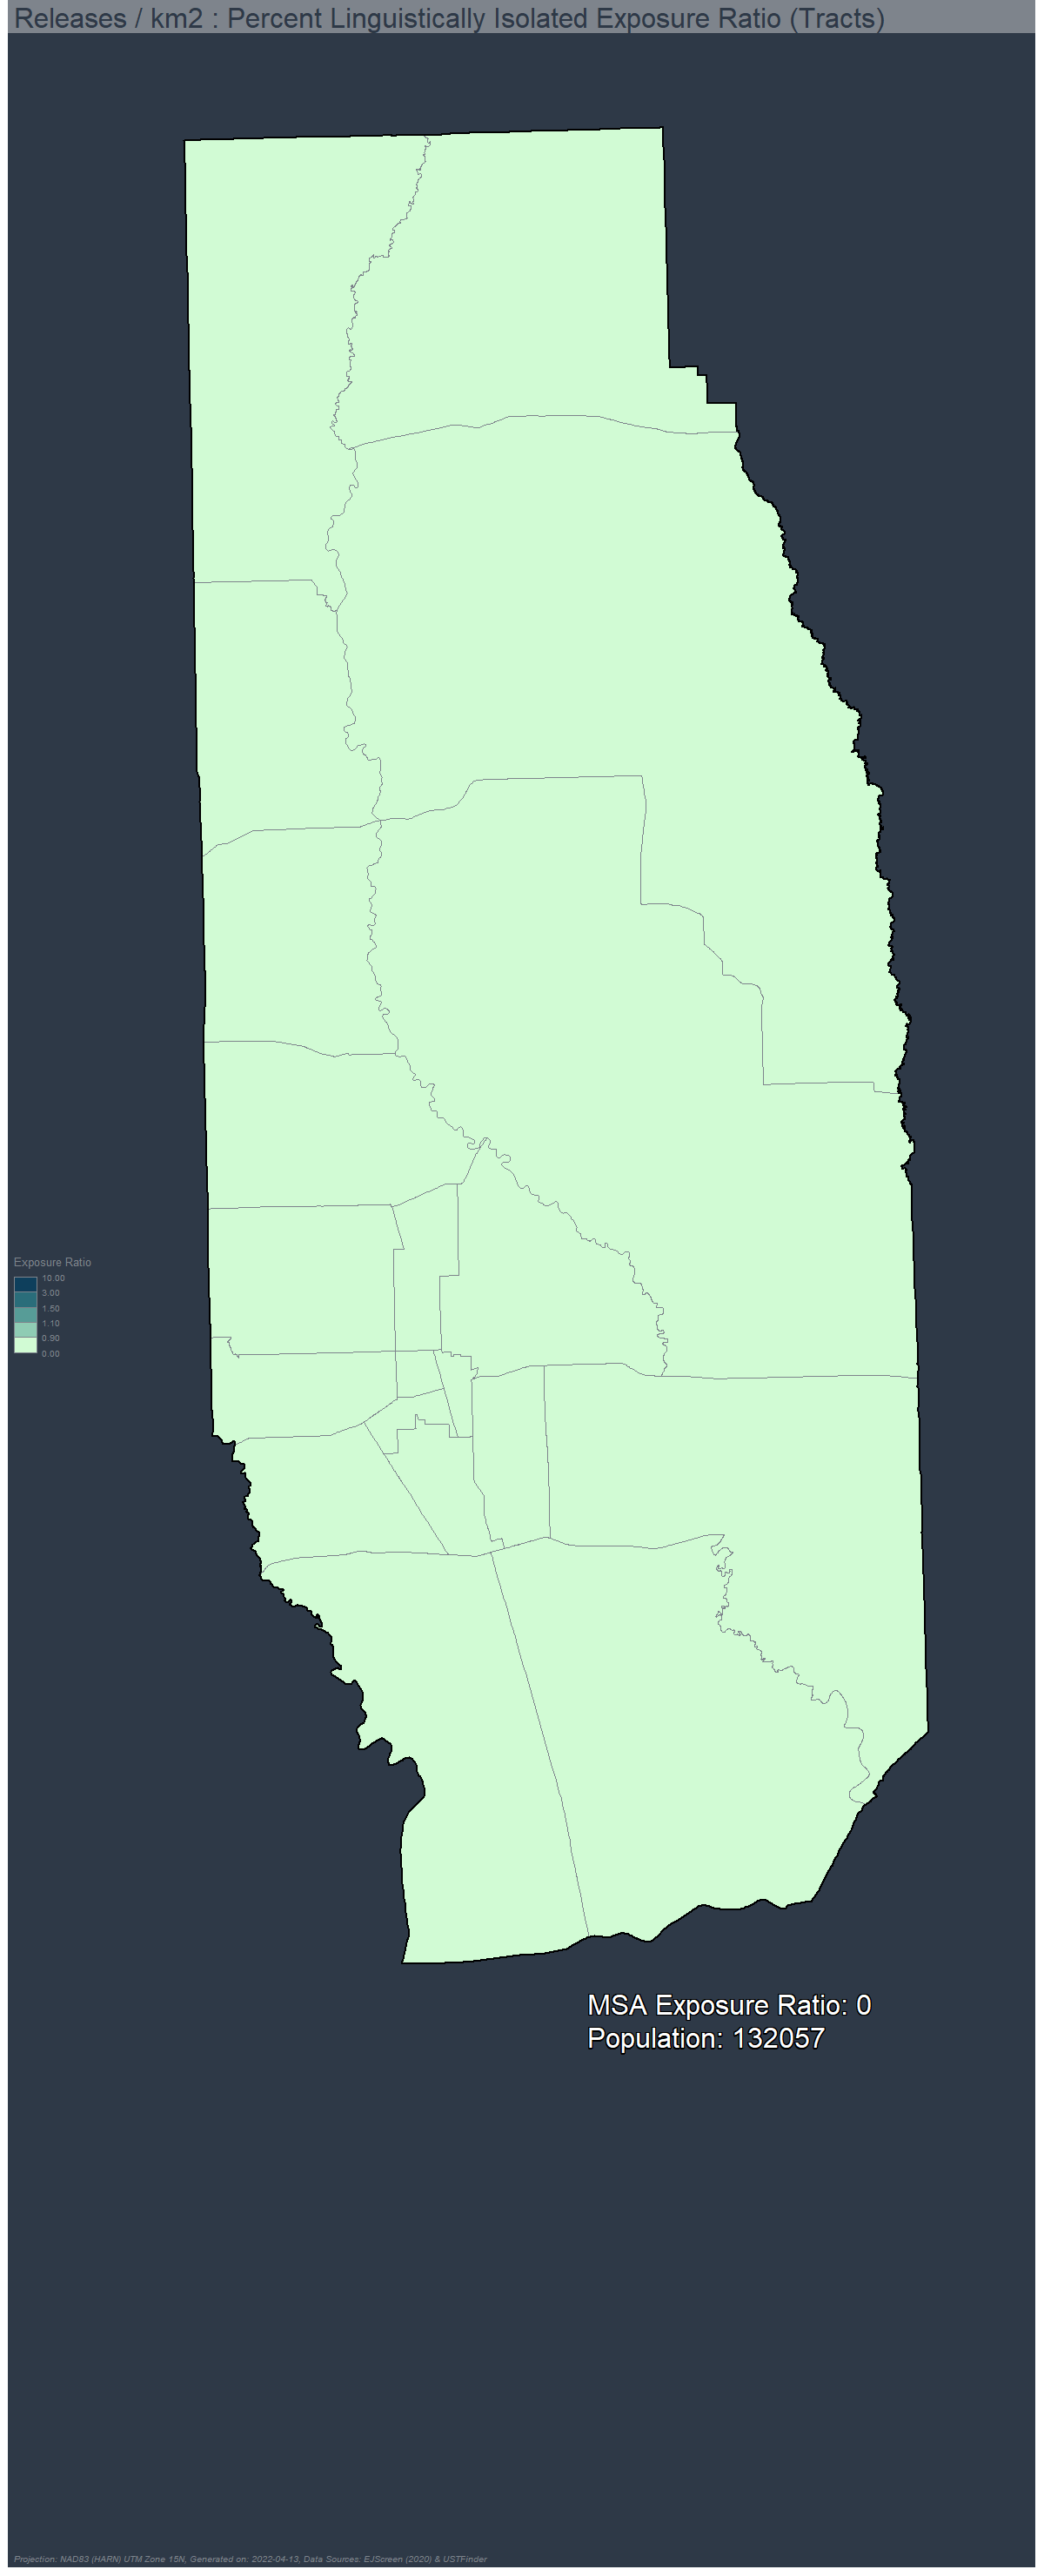 Releases / km2 : Percent Linguistically Isolated Exposure Ratio (Tracts)
Exposure Ratio
10.00
3.00
1.50
1.10
0.90
0.00
MSA Exposure Ratio: 0
Population: 132057
Projection: NAD83 (HARN) UTM Zone 15N, Generated on: 2022-04-13, Data Sources: EJScreen (2020) & USTFinder